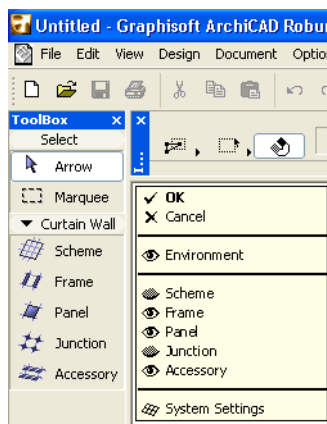 Untitled - Graphisoft ArchiCAD Robu
File Edit View Design Document Optio
ToolBox x x
Select
Arrow
Marquee
Curtain Wall
Scheme
Frame
Panel
Junction
Accessory
OK
Cancel
Environment
Scheme
Frame
Panel
Junction
Accessory
System Settings